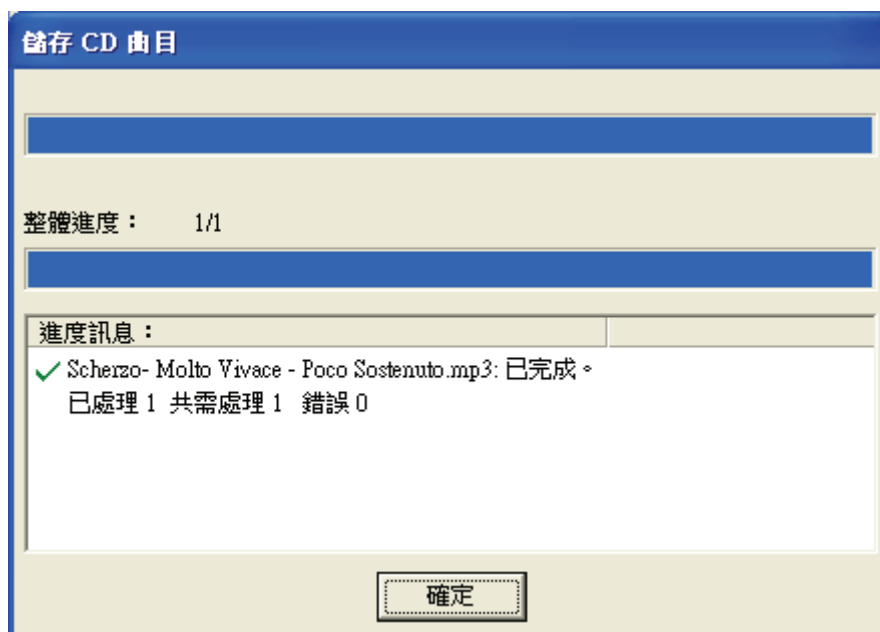 儲存 CD 曲目
整體進度： 1/1
進度訊息：
Scherzo- Molto Vivace - Poco Sostenuto.mp3: 已完成。
已處理 1 共需處理 1 錯誤 0
確定